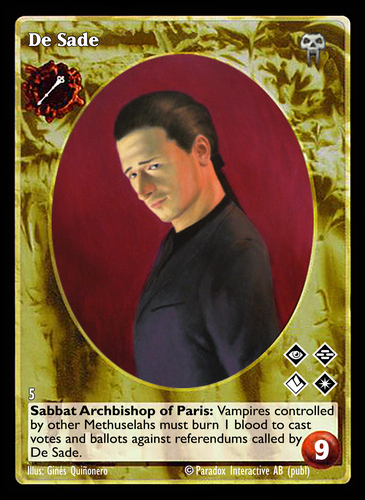 De Sade
5
Sabbat Archbishop of Paris: Vampires controlled
by other Methuselahs must burn 1 blood to cast
votes and ballots against referendums called by
De Sade.
9
Illus: Ginés Quiñonero © Paradox Interactive AB (publ)